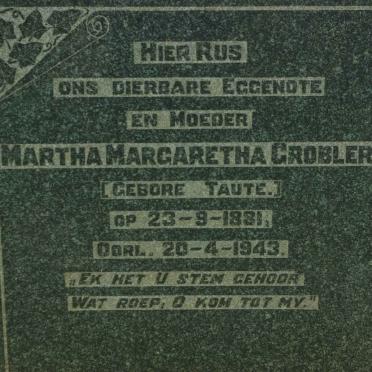 HIER RUS
ONS DIERBARE EGGENOTE
EN MOEDER
MARTHA MARGARETHA GROBLER
[GEBORE TAUTE.]
OP 23-9-1881,
OORL. 20-4-1943.
„EK HET U STEM GEHOOR
WAT ROEP; O KOM TOT MY."